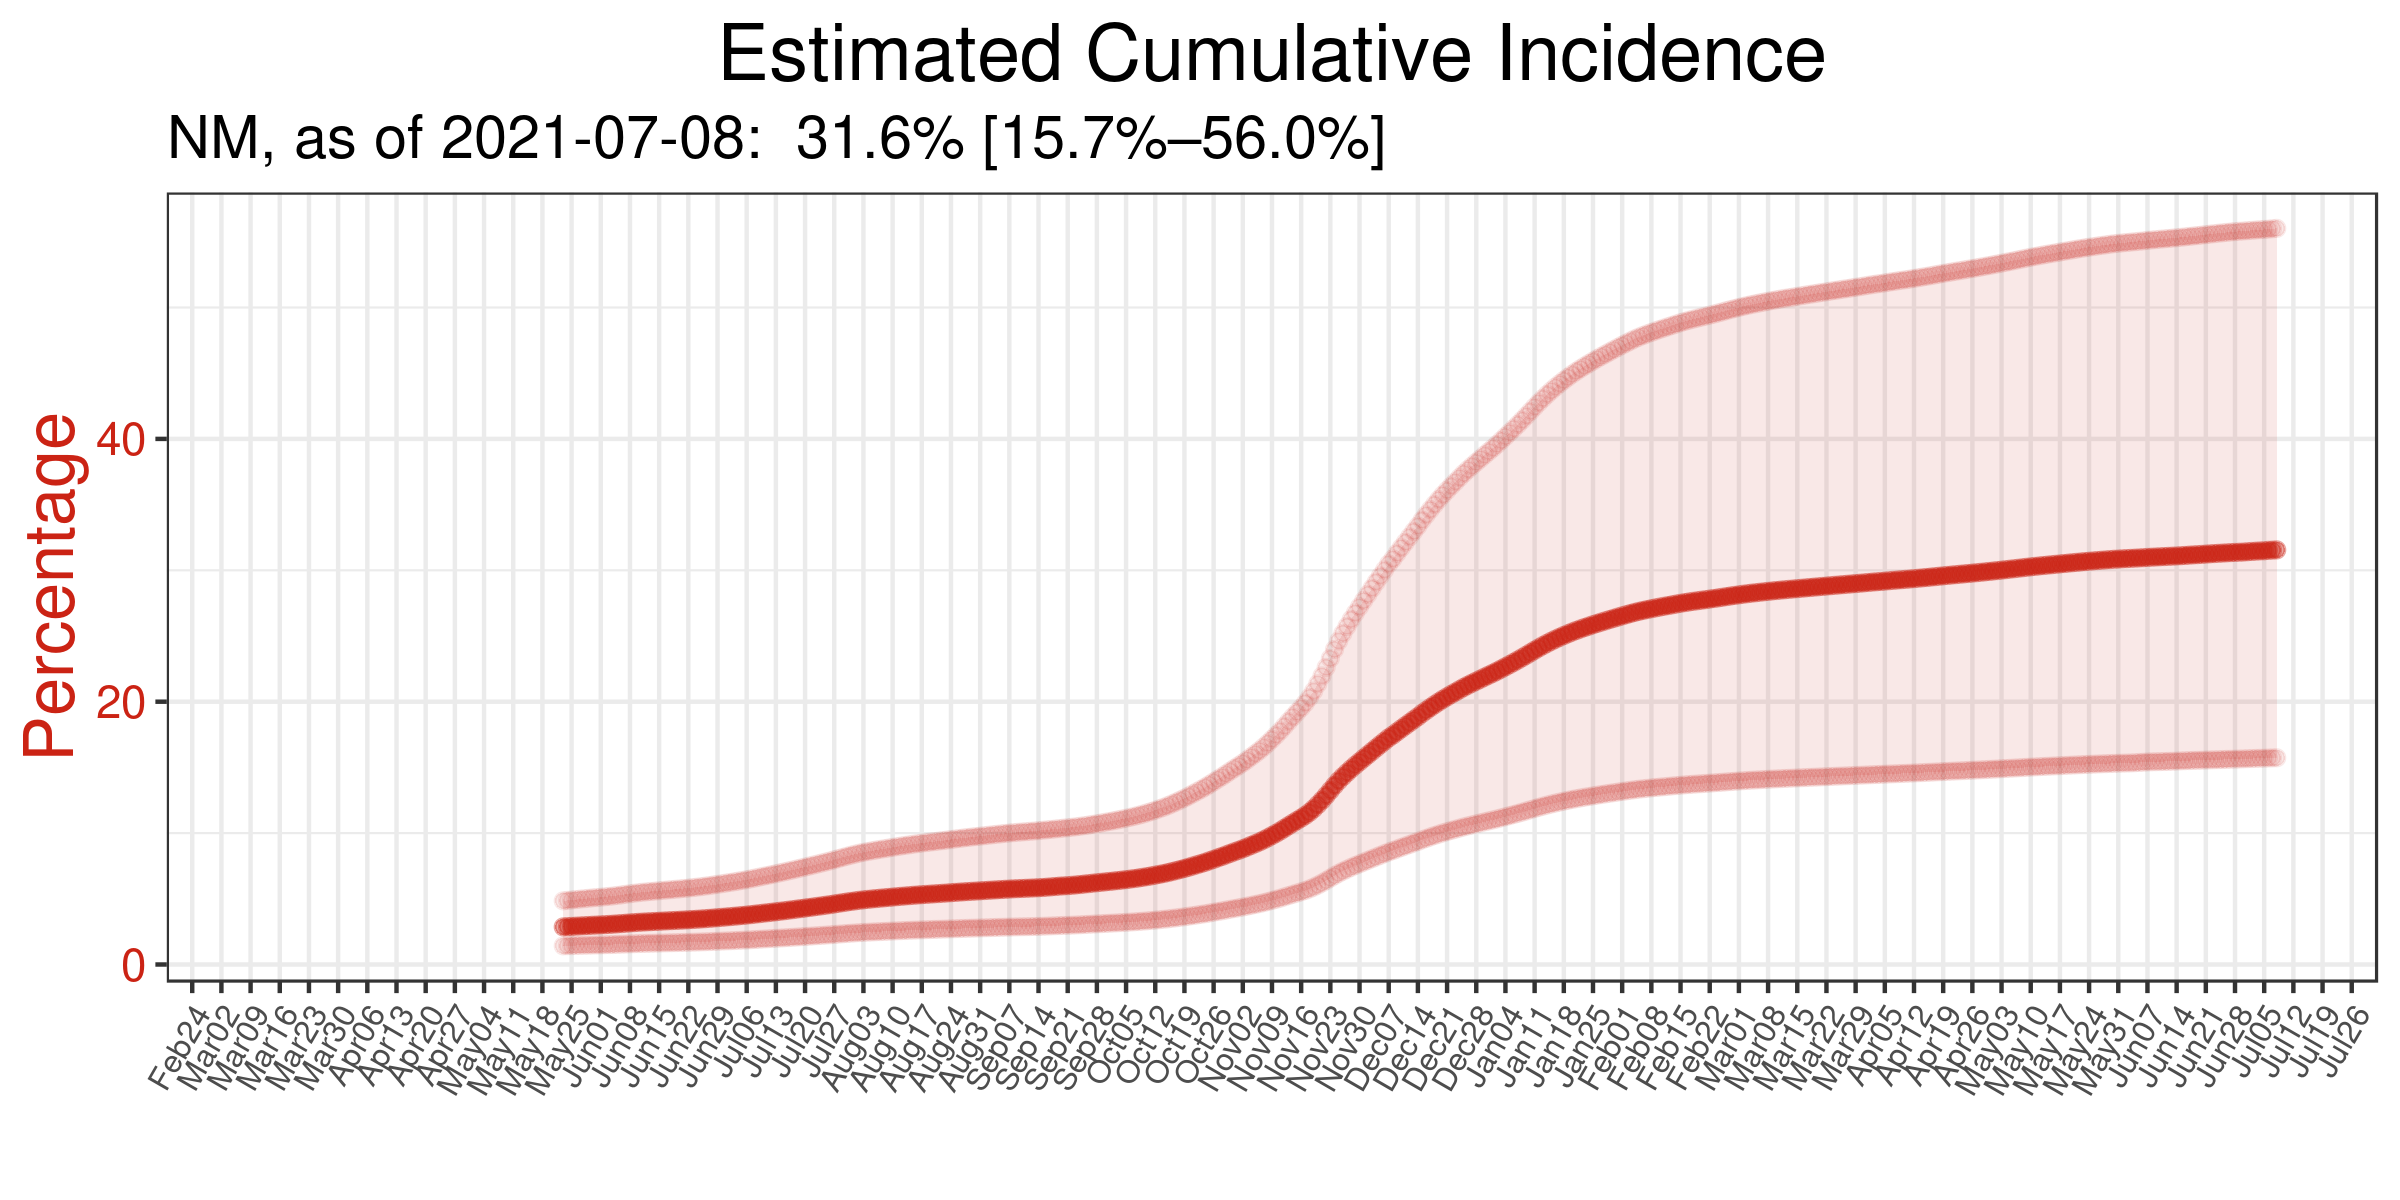 Estimated Cumulative Incidence
NM, as of 2021-07-08:  31.6% [15.7%–56.0%]
Percentage
40
20
0
Feb24
Mar02
Mar09
Mar16
Mar23
Mar30
Apr06
Apr13
Apr20
Apr27
May04
May11
May18
May25
Jun01
Jun08
Jun15
Jun22
Jun29
Jul06
Jul13
Jul20
Jul27
Aug03
Aug10
Aug17
Aug24
Aug31
Sep07
Sep14
Sep21
Sep28
Oct05
Oct12
Oct19
Oct26
Nov02
Nov09
Nov16
Nov23
Nov30
Dec07
Dec14
Dec21
Dec28
Jan04
Jan11
Jan18
Jan25
Feb01
Feb08
Feb15
Feb22
Mar01
Mar08
Mar15
Mar22
Mar29
Apr05
Apr12
Apr19
Apr26
May03
May10
May17
May24
May31
Jun07
Jun14
Jun21
Jun28
Jul05
Jul12
Jul19
Jul26